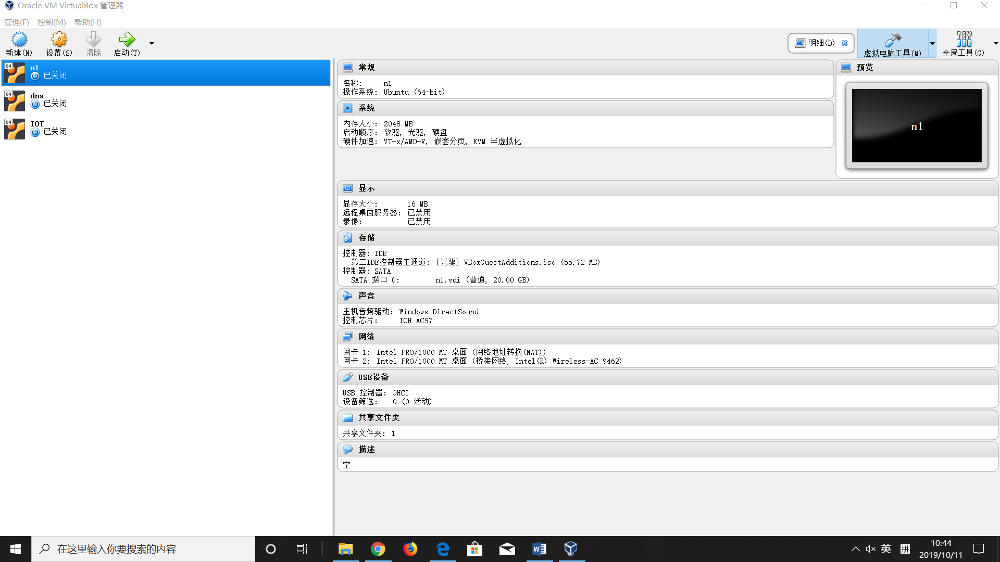 Oracle VM VirtualBox 管理器
管理(F) 控制(M) 帮助(H)
新建(N) 设置(S) 清除 启动(T) 明细(D) 虚拟电脑工具(M) 全局工具(G)
64 n1
已关闭
64 dns
已关闭
64 IOT
已关闭
常规
名称: n1
操作系统: Ubuntu (64-bit)
系统
内存大小: 2048 MB
启动顺序: 软驱, 光驱, 硬盘
硬件加速: VT-x/AMD-V, 嵌套分页, KVM 半虚拟化
预览
n1
显示
显存大小: 16 MB
远程桌面服务器: 已禁用
录像: 已禁用
存储
控制器: IDE
第二IDE控制器主通道: [光驱] VBoxGuestAdditions.iso (55.72 MB)
控制器: SATA
SATA 端口 0: n1.vdi (普通, 20.00 GB)
声音
主机音频驱动: Windows DirectSound
控制芯片: ICH AC97
网络
网卡 1: Intel PRO/1000 MT 桌面 (网络地址转换(NAT))
网卡 2: Intel PRO/1000 MT 桌面 (桥接网络, Intel(R) Wireless-AC 9462)
USB设备
USB 控制器: OHCI
设备筛选: 0 (0 活动)
共享文件夹
共享文件夹: 1
描述
空
在这里输入你要搜索的内容
英 拼
10:44
2019/10/11